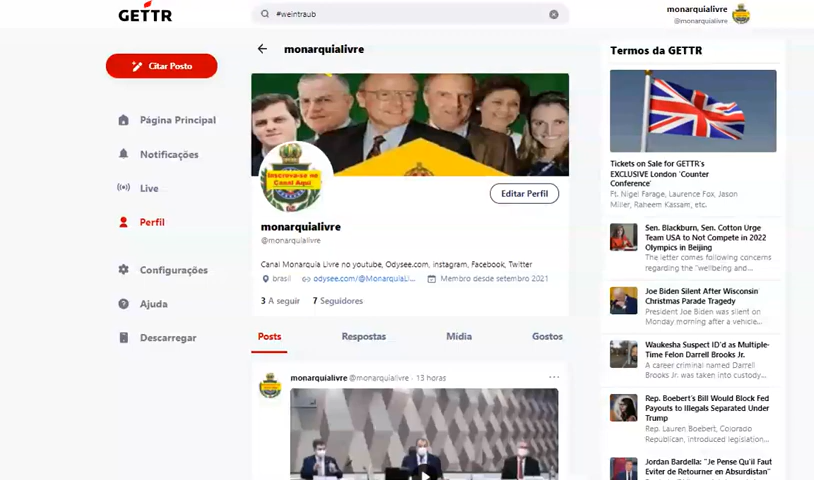 GETTR
#weintraub
monarquialivre
@monarquialivre
Citar Posto
Página Principal
Notificações
Live
Perfil
Configurações
Ajuda
Descarregar
monarquialivre
Inscrevaise no
Canal Aqui
Editar Perfil
monarquialivre
@monarquialivre
Canal Monarquia Livre no youtube, Odysee.com, instagram, Facebook, Twitter
brasil
odysee.com/@MonarquiaLi...
Membro desde setembro 2021
3 A seguir
7 Seguidores
Posts
Respostas
Mídia
Gostos
monarquialivre @monarquialivre · 13 horas
Termos da GETTR
Tickets on Sale for GETTR's
EXCLUSIVE London 'Counter
Conference'
Ft. Nigel Farage, Laurence Fox, Jason
Miller, Raheem Kassam, etc.
Sen. Blackburn, Sen. Cotton Urge
Team USA to Not Compete in 2022
Olympics in Beijing
The letter comes following concerns
regarding the "wellbeing and...
Joe Biden Silent After Wisconsin
Christmas Parade Tragedy
President Joe Biden was silent on
Monday morning after a vehicle...
Waukesha Suspect ID'd as Multiple-
Time Felon Darrell Brooks Jr.
A career criminal named Darrell
Brooks Jr. was taken into custody...
Rep. Boebert's Bill Would Block Fed
Payouts to Illegals Separated Under
Trump
Rep. Lauren Boebert, Colorado
Republican, introduced legislation...
Jordan Bardella: "Je Pense Qu'il Faut
Eviter de Retourner en Absurdistan"